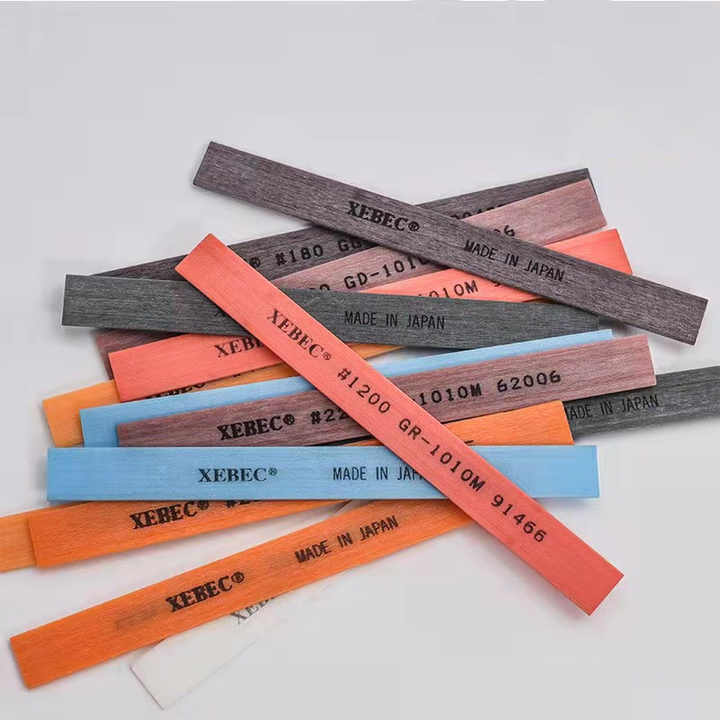 XEBEC® MADE IN JAPAN
® #180
GD-1010
1010M
MADE IN JAPAN
XEBEC
XEBEC® #1200 GR-1010M 91466
XEBEC® 1010M 62006
MADE IN JAPAN
XEBEC® MADE IN JAPAN
XEBEC®
XEBEC® MADE IN JAPAN